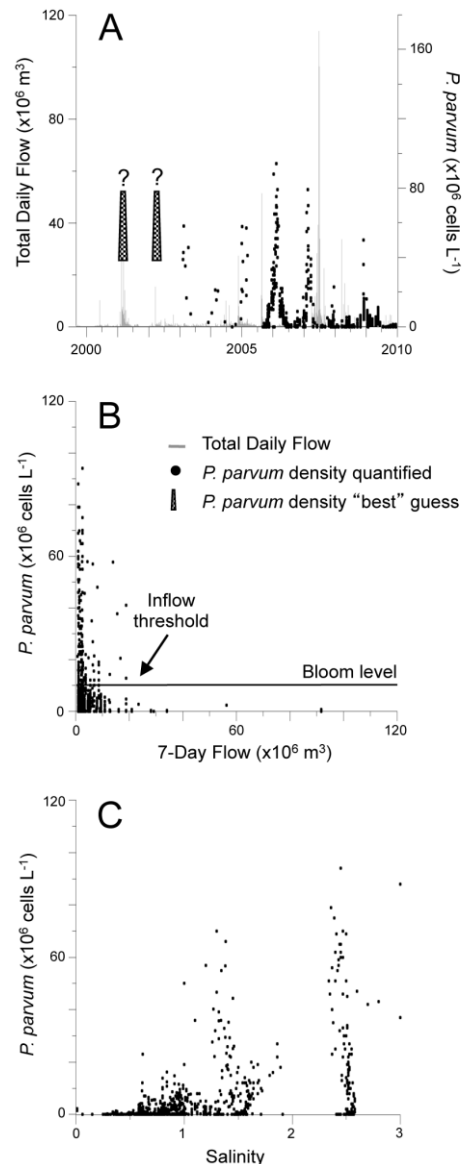 A
Total Daily Flow (x10⁶ m³)
120
80
40
0
160
80
0
P. parvum (x10⁶ cells L⁻¹)
? ?
2000 2005 2010
B
P. parvum (x10⁶ cells L⁻¹)
120
60
0
Total Daily Flow
P. parvum density quantified
P. parvum density “best” guess
Inflow
threshold
Bloom level
0 60 120
7-Day Flow (x10⁶ m³)
C
P. parvum (x10⁶ cells L⁻¹)
120
60
0
0 1 2 3
Salinity